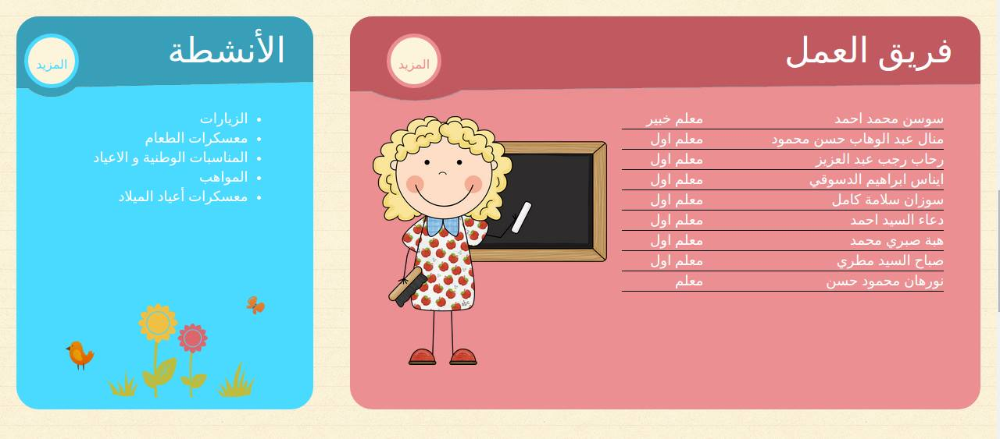 فريق العمل
المزيد
سوسن محمد احمد معلم خبير
منال عبد الوهاب حسن محمود معلم اول
رحاب رجب عبد العزيز معلم اول
ايناس ابراهيم الدسوقي معلم اول
سوزان سلامة كامل معلم اول
دعاء السيد احمد معلم اول
هبة صبري محمد معلم اول
صباح السيد مطري معلم اول
نورهان محمود حسن معلم
abc
الأنشطة
المزيد
• الزيارات
• معسكرات الطعام
• المناسبات الوطنية و الاعياد
• المواهب
• معسكرات أعياد الميلاد